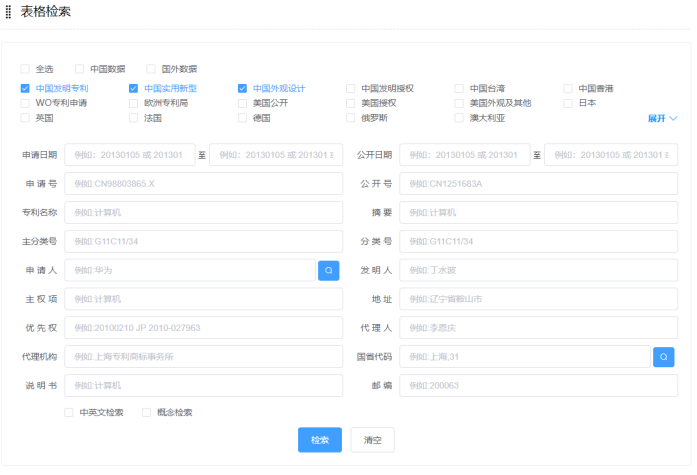 表格检索
全选 中国数据 国外数据
中国发明专利 中国实用新型 中国外观设计 中国发明授权 中国台湾 中国香港
WO专利申请 欧洲专利局 美国公开 美国授权 美国外观及其他 日本
英国 法国 德国 俄罗斯 澳大利亚 展开
申请日期 例如：20130105 或 201301 至 例如：20130105 或 201301 或 公开日期 例如：20130105 或 201301 至 例如：20130105 或 201301 或
申请号 例如:CN98803865.X 公开号 例如:CN1251683A
专利名称 例如:计算机 摘要 例如:计算机
主分类号 例如:G11C11/34 分类号 例如:G11C11/34
申请人 例如:华为 发明人 例如:丁水波
主权项 例如:计算机 地址 例如:辽宁省鞍山市
优先权 例如:20100210 JP 2010-027963 代理人 例如:李恩庆
代理机构 例如:上海专利商标事务所 国省代码 例如:上海;31
说明书 例如:计算机 邮编 例如:200063
中英文检索 概念检索
检索 清空